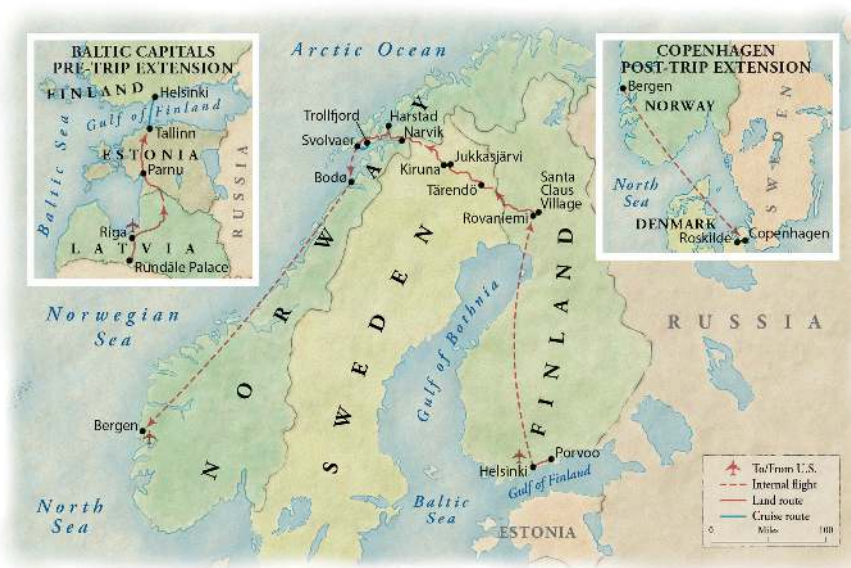 BALTIC CAPITALS
PRE-TRIP EXTENSION
FINLAND
Helsinki
Gulf of Finland
Tallinn
Baltic Sea
ESTONIA
Parnu
RUSSIA
Riga
LATVIA
Rundāle Palace
Arctic Ocean
COPENHAGEN
POST-TRIP EXTENSION
Bergen
NORWAY
SWEDEN
North
Sea
DENMARK
Roskilde
Copenhagen
Trollfjord
Harstad
Narvik
Svolvaer
Bodø
Jukkasjärvi
Kiruna
Tärendö
Santa
Claus
Village
Rovaniemi
Norwegian
Sea
NORWAY
SWEDEN
Gulf of Bothnia
FINLAND
RUSSIA
Bergen
Porvoo
Helsinki
Gulf of Finland
North
Sea
Baltic
Sea
ESTONIA
To/From U.S.
Internal flight
Land route
Cruise route
0 Miles 100